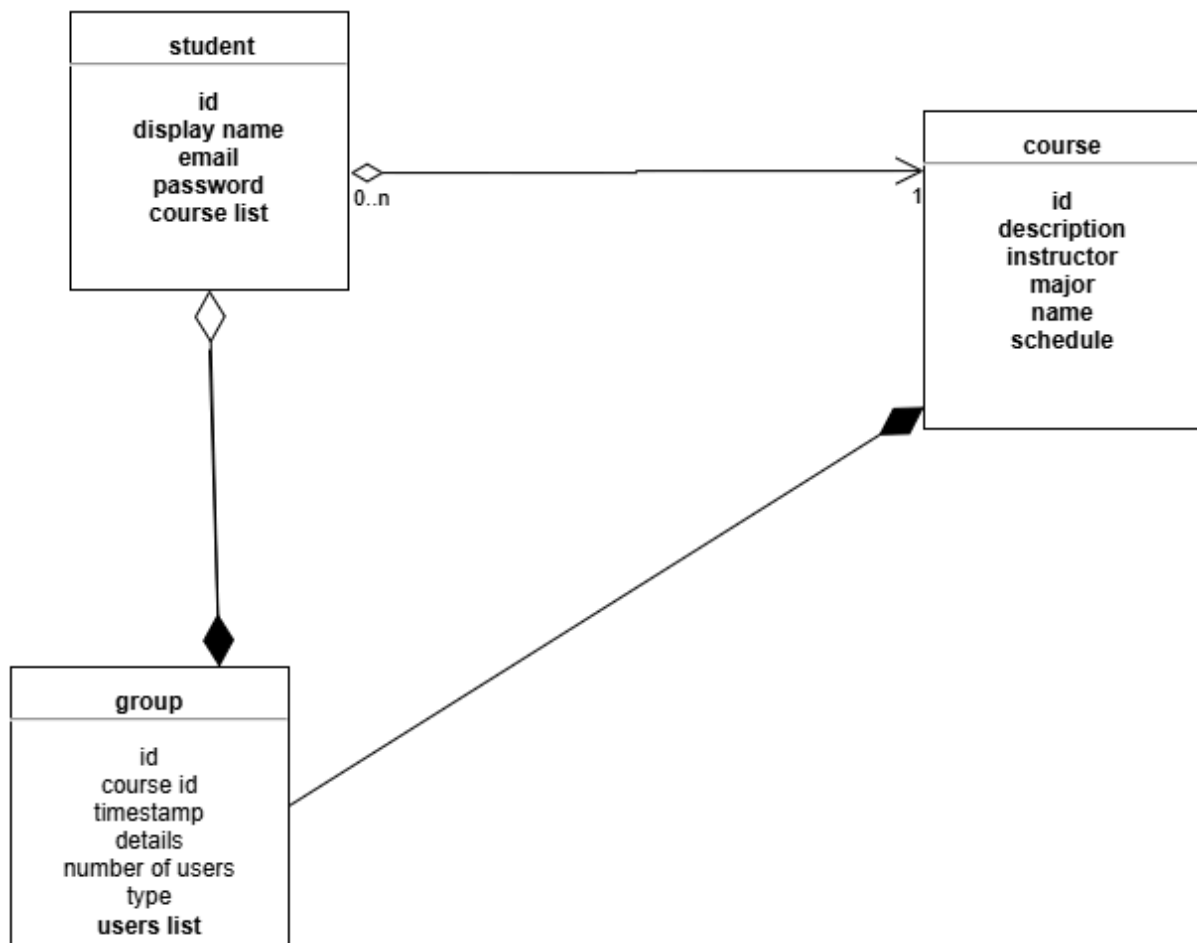 student
id
display name
email
password
course list
0..n
1
course
id
description
instructor
major
name
schedule
group
id
course id
timestamp
details
number of users
type
users list